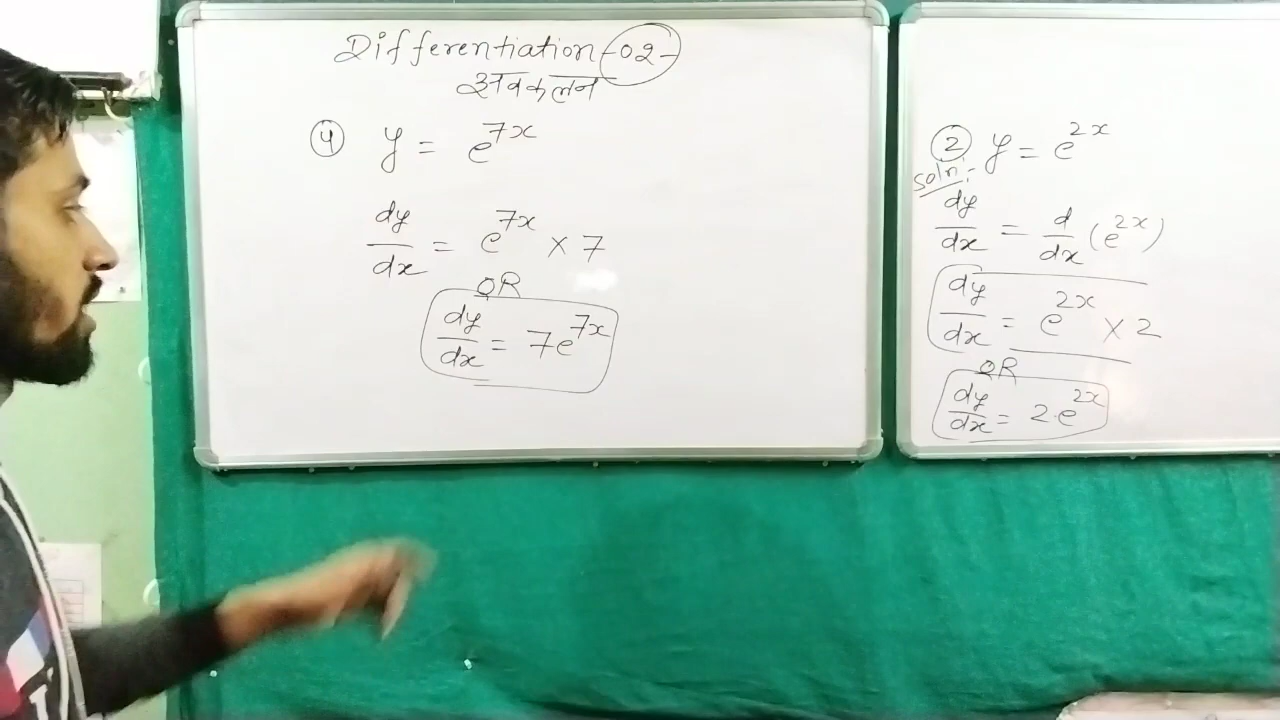 Differentiation-02-
अवकलन
④ y = e^{7x}
dy/dx = e^{7x} × 7
OR
dy/dx = 7e^{7x}
② y = e^{2x}
Soln:-
dy/dx = d/dx (e^{2x})
dy/dx = e^{2x} × 2
OR
dy/dx = 2·e^{2x}